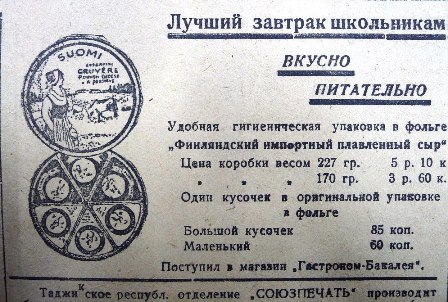 Лучший завтрак школьникам
ВКУСНО
ПИТАТЕЛЬНО
SUOMI
GRUYÈRE
Удобная гигиеническая упаковка в фольге
„Финляндский импортный плавленный сыр“
Цена коробки весом 227 гр. 5 р. 10 к
„ „ „ 170 гр. 3 р. 60 к.
Один кусочек в оригинальной упаковке
в фольге
Большой кусочек 85 коп.
Маленький 60 коп.
Поступил в магазин „Гастроном-Бакалея“.
Таджикское республ. отделение „СОЮЗПЕЧАТЬ“ производит